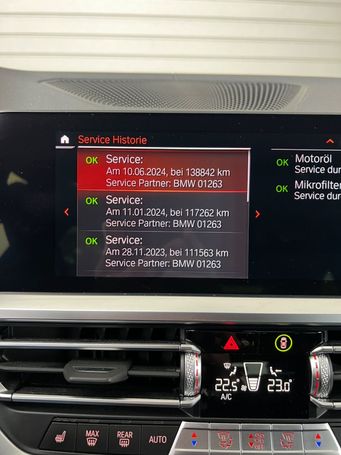 Service Historie
OK Service:
Am 10.06.2024, bei 138842 km
Service Partner: BMW 01263
OK Motoröl
Service dur
OK Mikrofilter
Service dur
OK Service:
Am 11.01.2024, bei 117262 km
Service Partner: BMW 01263
OK Service:
Am 28.11.2023, bei 111563 km
Service Partner: BMW 01263
22.5 23.0
A/C
MAX REAR AUTO